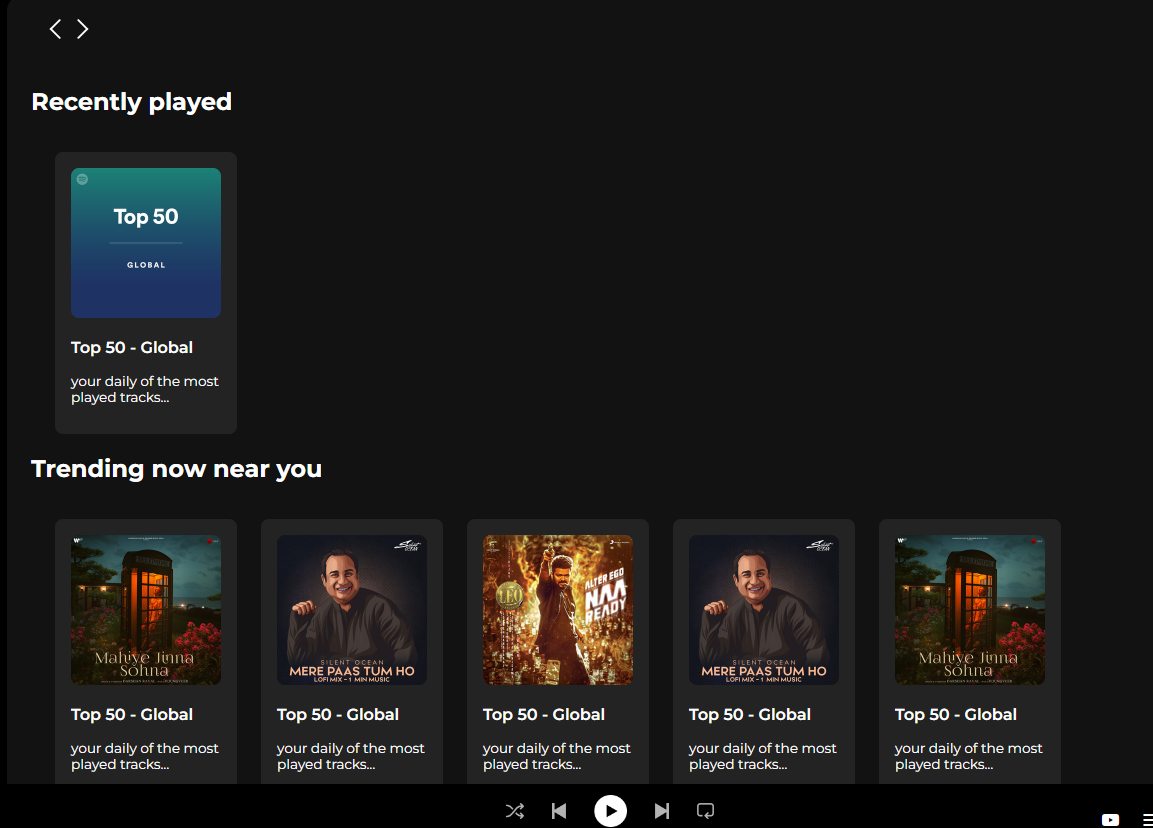 Recently played
Top 50
GLOBAL
Top 50 - Global
your daily of the most
played tracks...
Trending now near you
Mahiye Jinna
Sohna
SILENT OCEAN
MERE PAAS TUM HO
LOFI MIX - 1 MIN MUSIC
LEO
ALTER EGO
NAA
READY
SILENT OCEAN
MERE PAAS TUM HO
LOFI MIX - 1 MIN MUSIC
Mahiye Jinna
Sohna
Top 50 - Global
Top 50 - Global
Top 50 - Global
Top 50 - Global
Top 50 - Global
your daily of the most
played tracks...
your daily of the most
played tracks...
your daily of the most
played tracks...
your daily of the most
played tracks...
your daily of the most
played tracks...